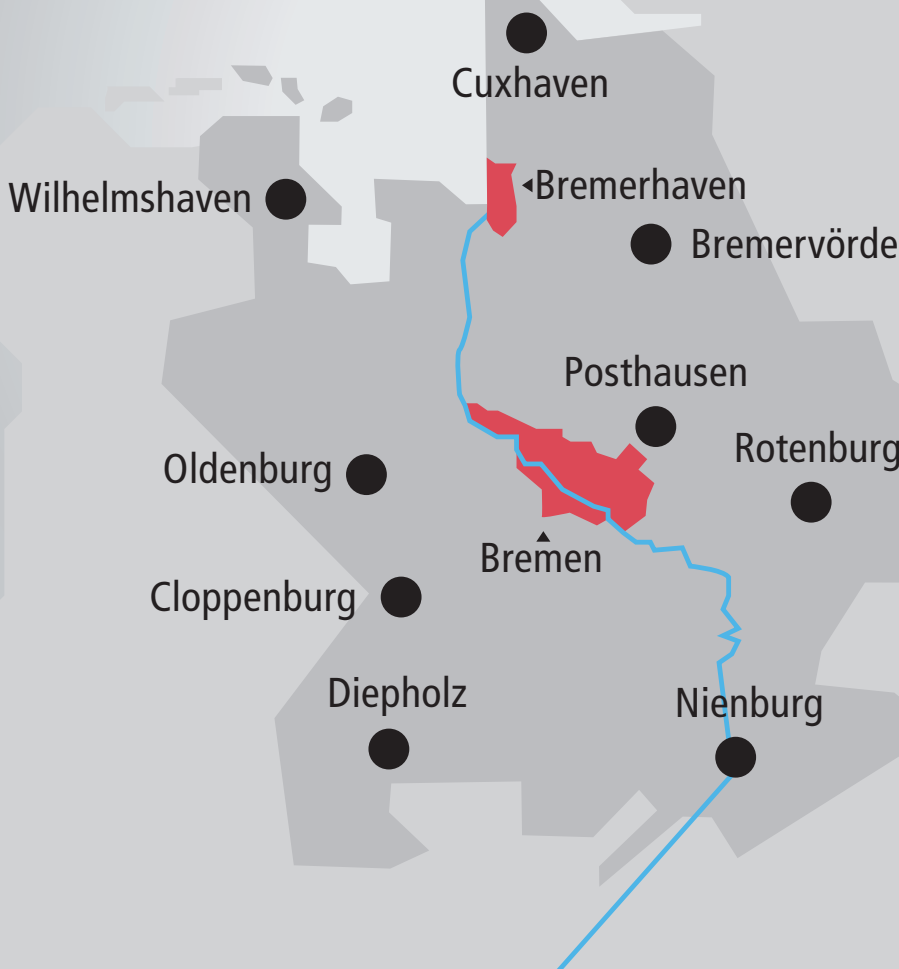 Cuxhaven
Wilhelmshaven
Bremerhaven
Bremervörde
Posthausen
Rotenburg
Oldenburg
Bremen
Cloppenburg
Diepholz
Nienburg